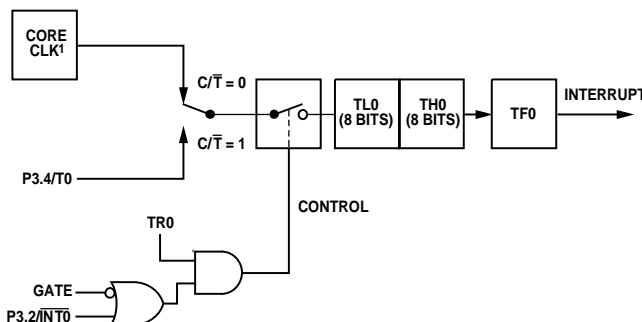 CORE
CLK¹
C/T̅ = 0
C/T̅ = 1
TL0
(8 BITS)
TH0
(8 BITS)
TF0
INTERRUPT
P3.4/T0
CONTROL
TR0
GATE
P3.2/I̅N̅T̅0̅